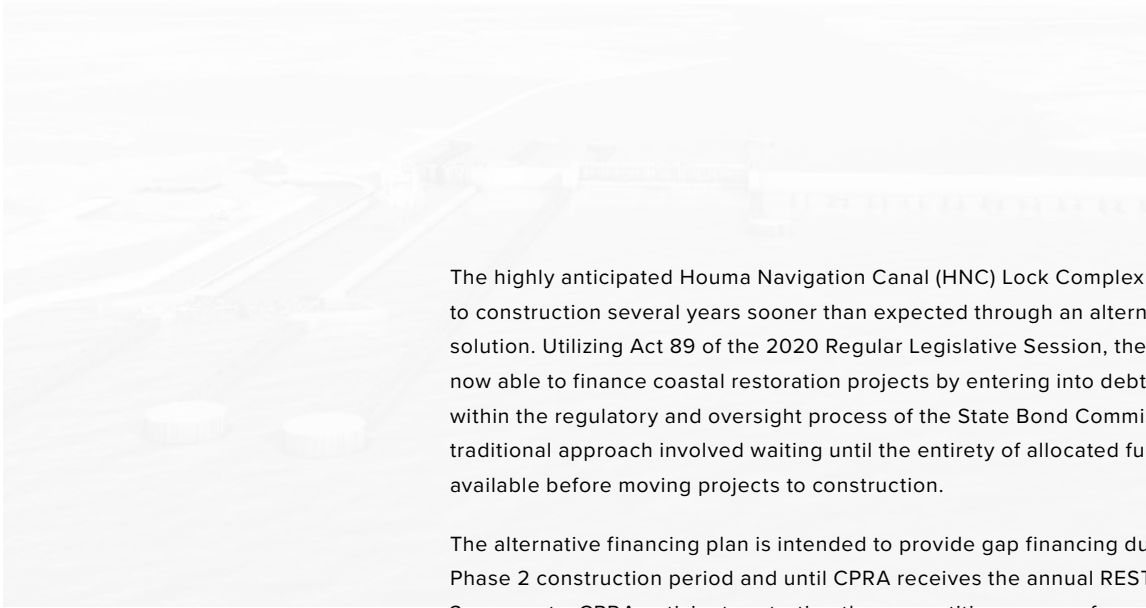 The highly anticipated Houma Navigation Canal (HNC) Lock Complex
to construction several years sooner than expected through an altern
solution. Utilizing Act 89 of the 2020 Regular Legislative Session, the
now able to finance coastal restoration projects by entering into debt
within the regulatory and oversight process of the State Bond Commi
traditional approach involved waiting until the entirety of allocated fu
available before moving projects to construction.
The alternative financing plan is intended to provide gap financing du
Phase 2 construction period and until CPRA receives the annual REST